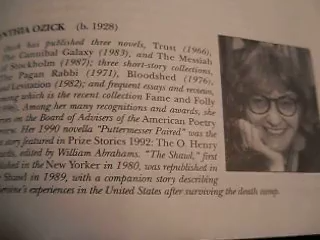 NTHIA OZICK (b. 1928)
Ozick has published three novels, Trust (1966),
The Cannibal Galaxy (1983), and The Messiah
of Stockholm (1987); three short-story collections,
The Pagan Rabbi (1971), Bloodshed (1976),
and Leviation (1982); and frequent essays and reviews,
among which is the recent collection Fame and Folly
Among her many recognitions and awards, she
on the Board of Advisers of the American Poetry
Review. Her 1990 novella "Puttermesser Paired" was the
story featured in Prize Stories 1992: The O. Henry
edited by William Abrahams. "The Shawl," first
in the New Yorker in 1980, was republished in
Shawl in 1989, with a companion story describing
experiences in the United States after surviving the death camp.